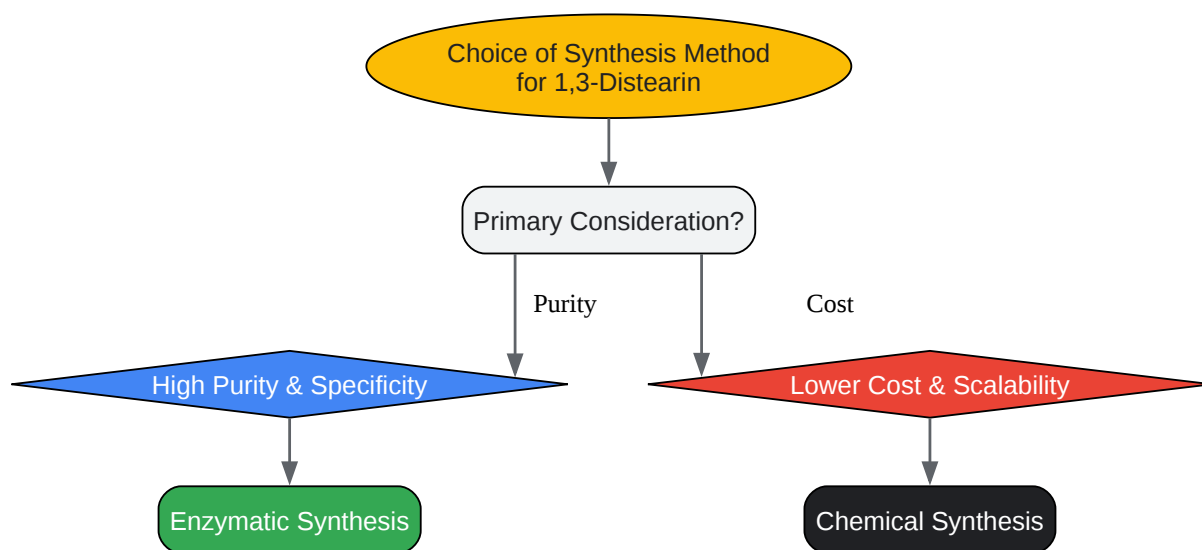 Choice of Synthesis Method
for 1,3-Distearin
Primary Consideration?
Purity
Cost
High Purity & Specificity
Lower Cost & Scalability
Enzymatic Synthesis
Chemical Synthesis